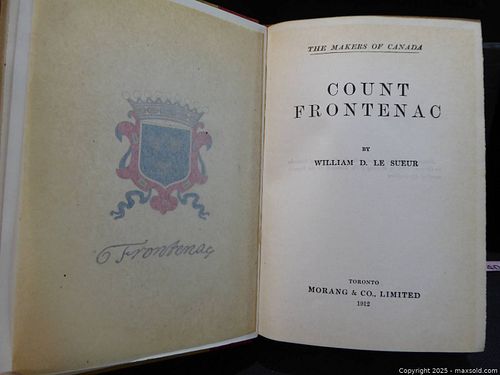 Frontenac
THE MAKERS OF CANADA
COUNT
FRONTENAC
BY
WILLIAM D. LE SUEUR
TORONTO
MORANG & CO., LIMITED
1912
Copyright © 2025 - maxsold.com